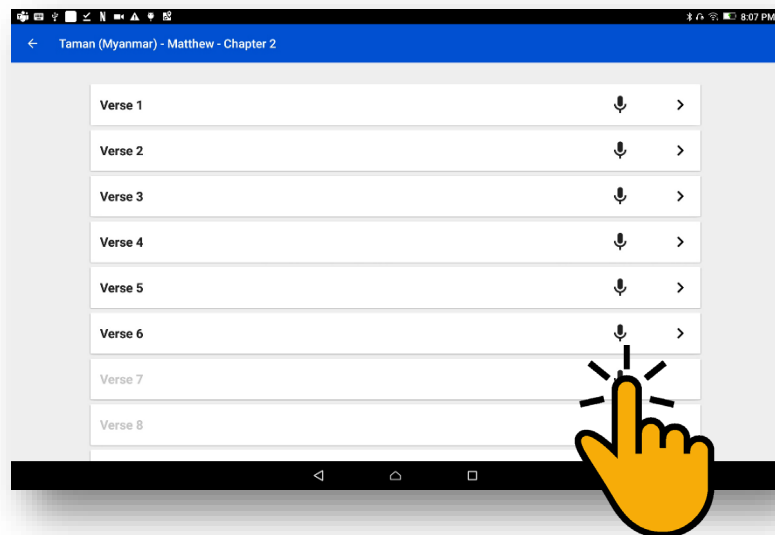 8:07 PM
Taman (Myanmar) - Matthew - Chapter 2
Verse 1
Verse 2
Verse 3
Verse 4
Verse 5
Verse 6
Verse 7
Verse 8